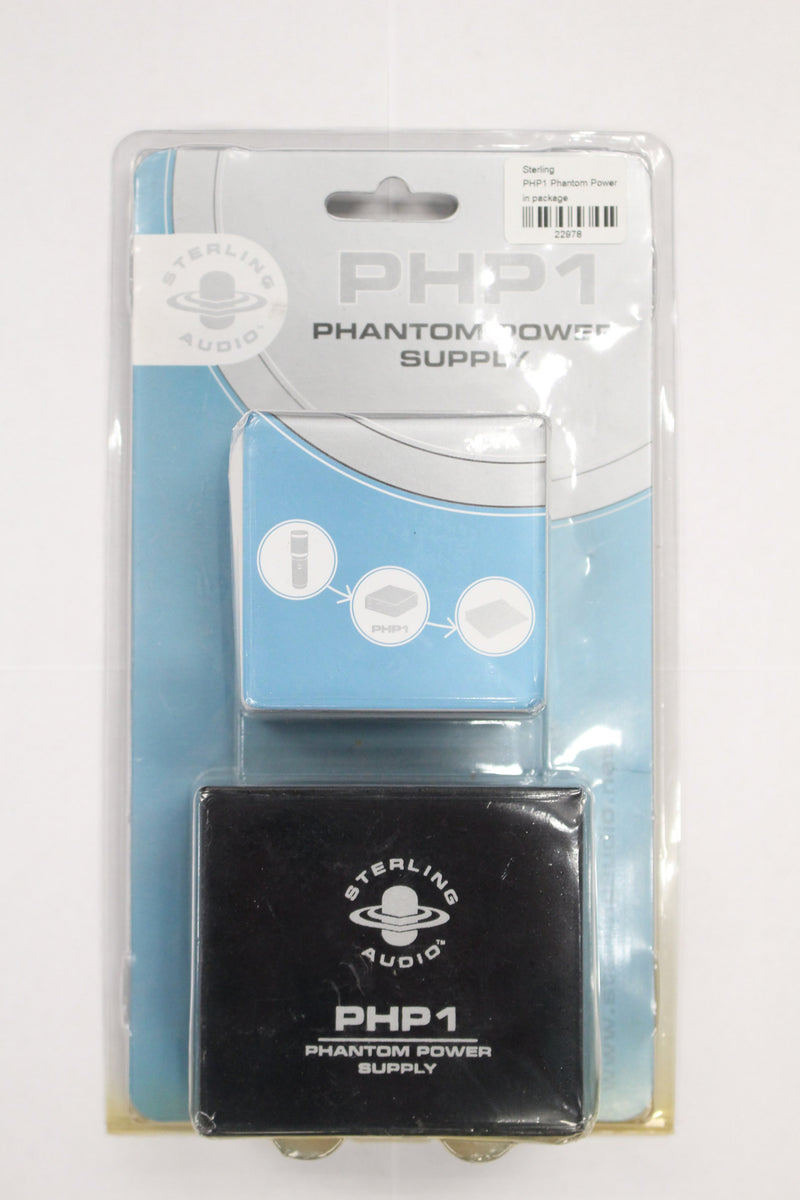 Sterling
PHP1 Phantom Power
in package
22978
STERLING
AUDIO
PHP1
PHANTOM POWER
SUPPLY
PHP1
STERLING
AUDIO™
PHP1
PHANTOM POWER
SUPPLY